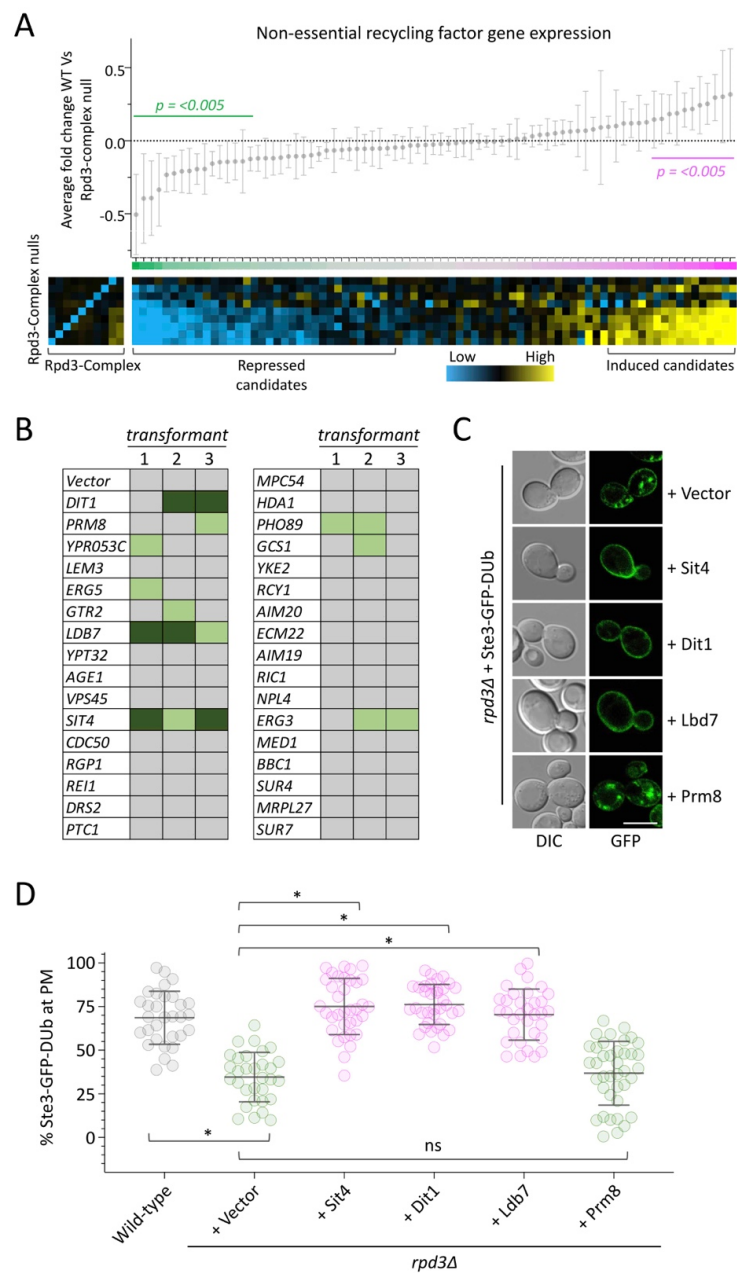 A
Non-essential recycling factor gene expression
Average fold change WT Vs
Rpd3-complex null
0.5
0.0
-0.5
p = <0.005
p = <0.005
Rpd3-Complex nulls
Rpd3-Complex
Repressed
candidates
Low
High
Induced candidates
B
transformant
1 2 3
Vector
DIT1
PRM8
YPR053C
LEM3
ERG5
GTR2
LDB7
YPT32
AGE1
VPS45
SIT4
CDC50
RGP1
REI1
DRS2
PTC1
transformant
1 2 3
MPC54
HDA1
PHO89
GCS1
YKE2
RCY1
AIM20
ECM22
AIM19
RIC1
NPL4
ERG3
MED1
BBC1
SUR4
MRPL27
SUR7
C
rpd3Δ + Ste3-GFP-DUb
+ Vector
+ Sit4
+ Dit1
+ Lbd7
+ Prm8
DIC
GFP
D
% Ste3-GFP-DUb at PM
100
75
50
25
0
*
*
*
*
ns
Wild-type
+ Vector
+ Sit4
+ Dit1
+ Ldb7
+ Prm8
rpd3Δ